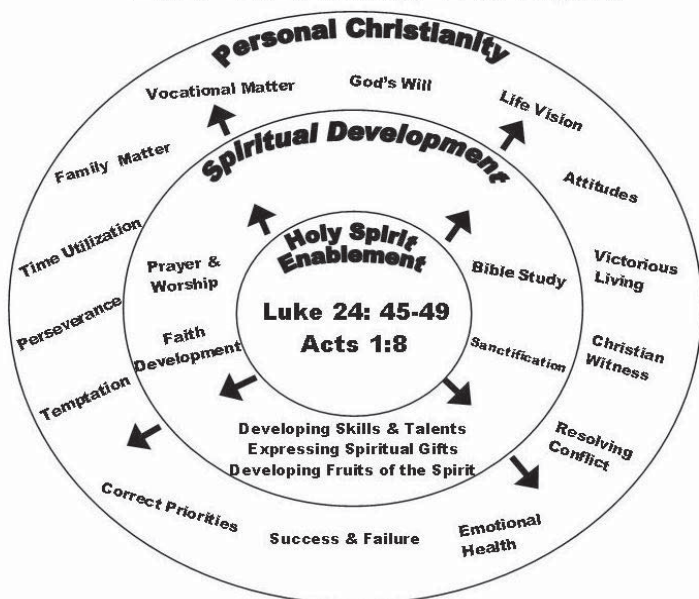 Personal Christianity
Vocational Matter
God's Will
Life Vision
Family Matter
Attitudes
Time Utilization
Victorious
Living
Perseverance
Christian
Witness
Temptation
Resolving
Conflict
Correct Priorities
Success & Failure
Emotional
Health
Spiritual Development
Prayer &
Worship
Bible Study
Faith
Development
Sanctification
Developing Skills & Talents
Expressing Spiritual Gifts
Developing Fruits of the Spirit
Holy Spirit
Enablement
Luke 24: 45-49
Acts 1:8